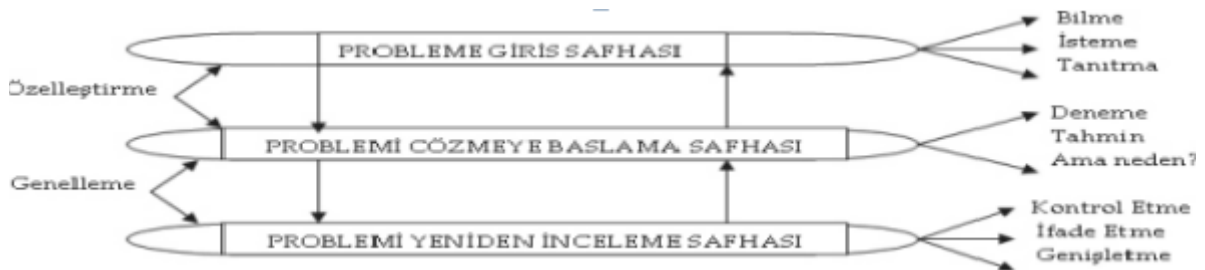 Bilme
PROBLEME GİRİS SAFHASI
İsteme
Tanıtma
Özelleştirme
Deneme
PROBLEMİ CÖZMEYE BASLAMA SAFHASI
Tahmin
Ama neden?
Genelleme
Kontrol Etme
PROBLEMİ YENİDEN İNCELEME SAFHASI
İfade Etme
Genişletme